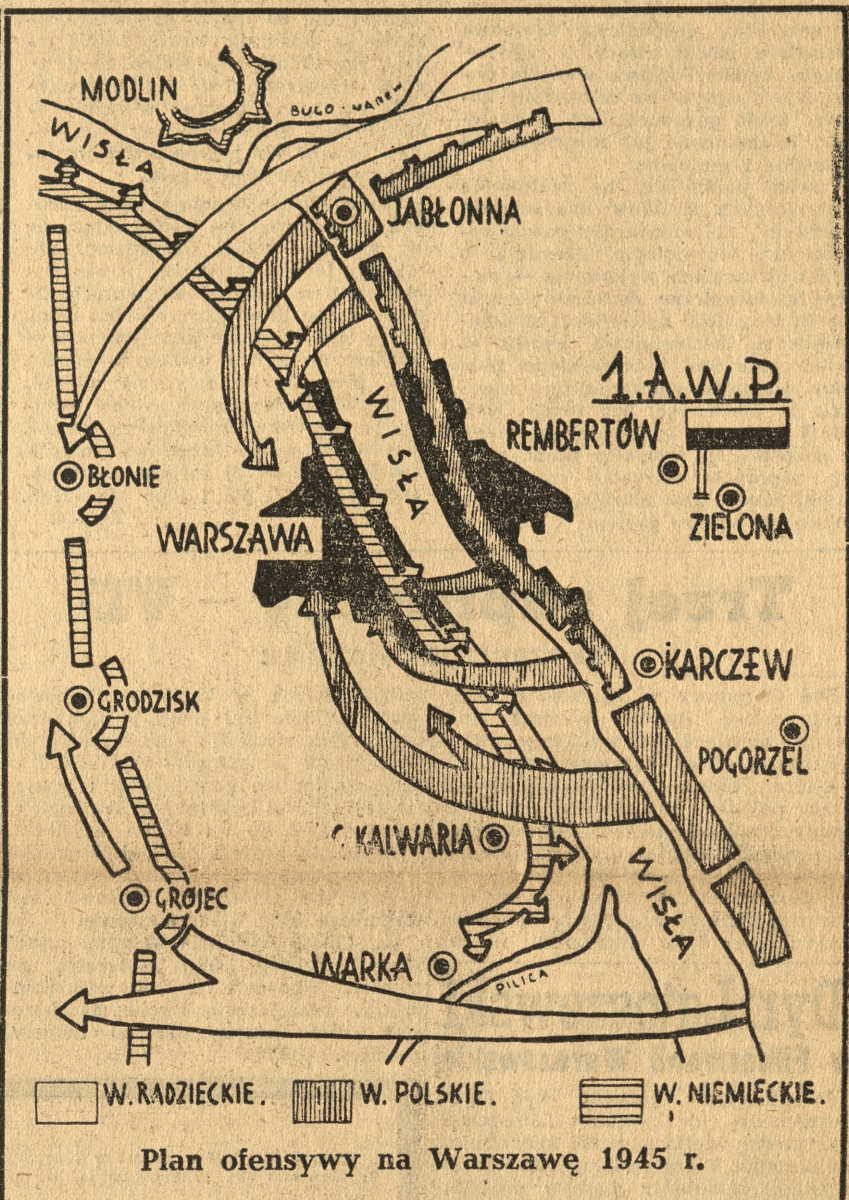 MODLIN
BUGO-NAREW
WISŁA
JABŁONNA
1.A.W.P.
WISŁA
REMBERTÓW
BŁONIE
ZIELONA
WARSZAWA
KARCZEW
GRODZISK
POGORZEL
KALWARIA
WISŁA
GRÓJEC
WARKA
PILICA
W. RADZIECKIE.
W. POLSKIE.
W. NIEMIECKIE.
Plan ofensywy na Warszawę 1945 r.